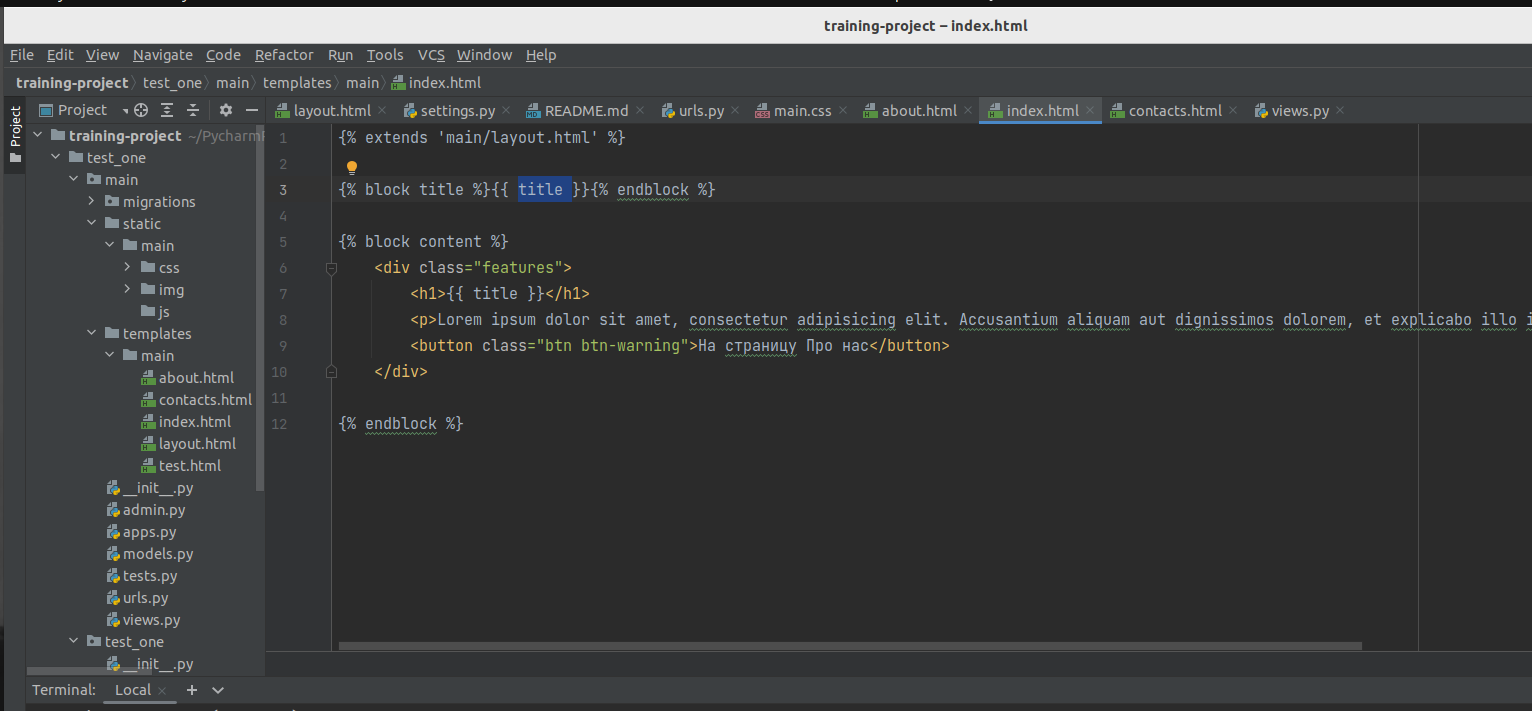 training-project – index.html
File Edit View Navigate Code Refactor Run Tools VCS Window Help
training-project test_one main templates main index.html
Project
Project
layout.html settings.py README.md urls.py main.css about.html index.html contacts.html views.py
training-project
test_one
main
migrations
static
main
css
img
js
templates
main
about.html
contacts.html
index.html
layout.html
test.html
__init__.py
admin.py
apps.py
models.py
tests.py
urls.py
views.py
test_one
__init__.py
1 {% extends 'main/layout.html' %}
2
3 {% block title %}{{ title }}{% endblock %}
4
5 {% block content %}
6 <div class="features">
7 <h1>{{ title }}</h1>
8 <p>Lorem ipsum dolor sit amet, consectetur adipisicing elit. Accusantium aliquam aut dignissimos dolorem, et explicabo illo
9 <button class="btn btn-warning">На страницу Про нас</button>
10 </div>
11
12 {% endblock %}
Terminal: Local